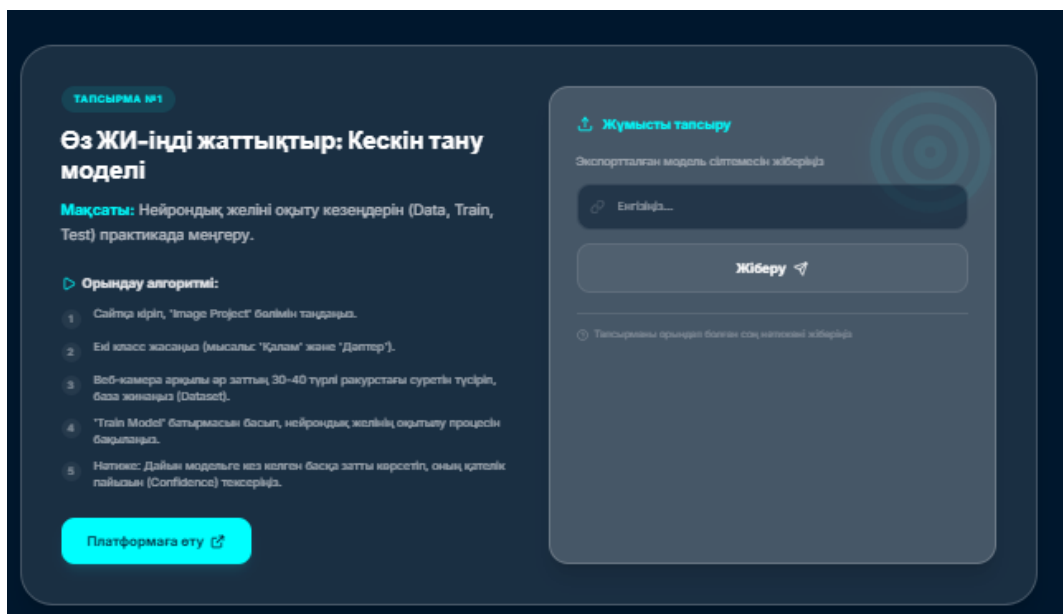 ТАПСЫРМА №1
Өз ЖИ-іңді жаттықтыр: Кескін тану
моделі
Мақсаты: Нейрондық желіні оқыту кезеңдерін (Data, Train,
Test) практикада меңгеру.
Орындау алгоритмі:
1 Сайтқа кіріп, "Image Project" бөлімін таңдаңыз.
2 Екі класс жасаңыз (мысалы: "Қалам" және "Дәптер").
3 Веб-камера арқылы әр заттың 30-40 түрлі ракурстағы суретін түсіріп,
база жинаңыз (Dataset).
4 "Train Model" батырмасын басып, нейрондық желінің оқытылу процесін
бақылаңыз.
5 Нәтиже: Дайын модельге кез келген басқа затты көрсетіп, оның қателік
пайызын (Confidence) тексеріңіз.
Платформаға өту
Жұмысты тапсыру
Экспортталған модель сілтемесін жіберіңіз
Енгізіңіз...
Жіберу
Тапсырманы орындап болған соң нәтижені жіберіңіз